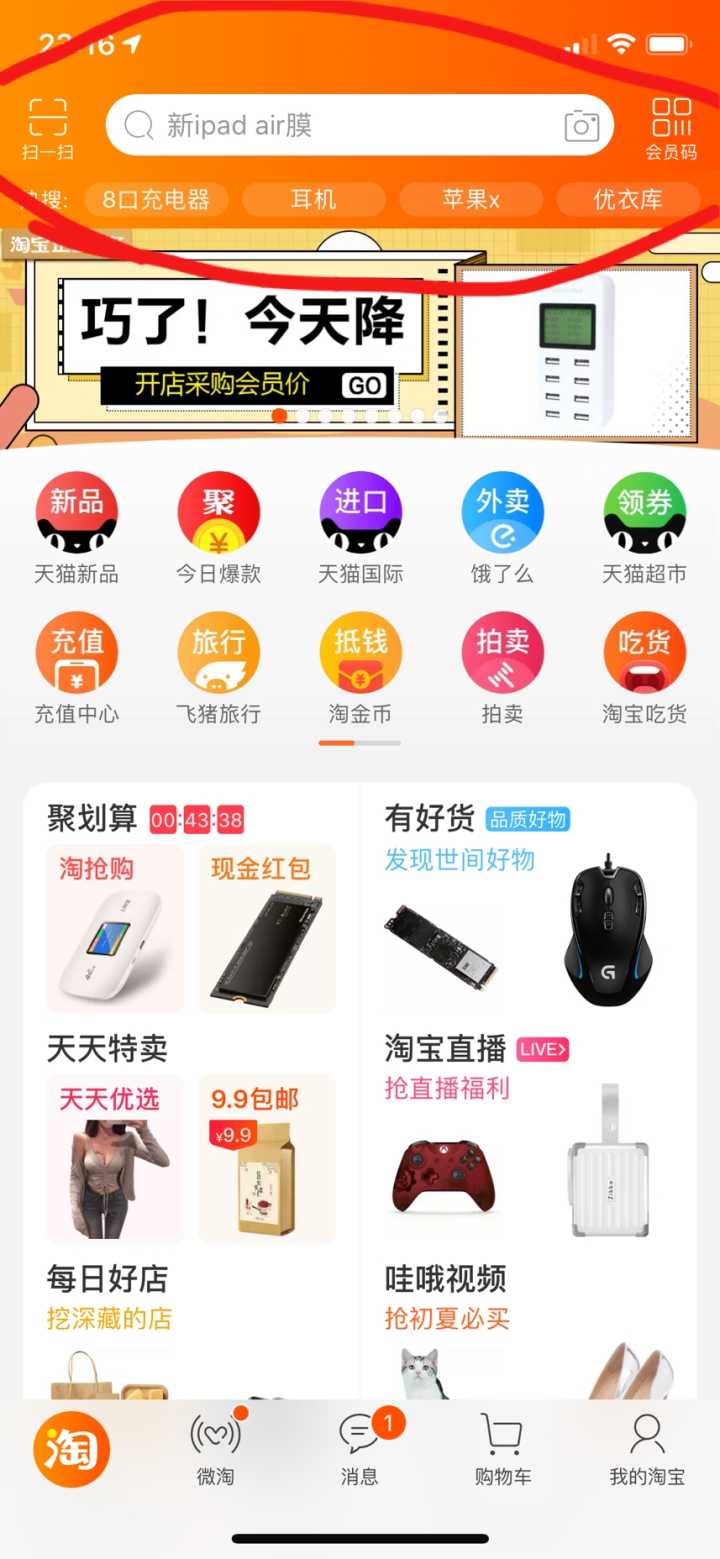 扫一扫
新ipad air膜
会员码
8口充电器 耳机 苹果x 优衣库
巧了！今天降
开店采购会员价 GO
新品 聚 进口 外卖 领券
天猫新品 今日爆款 天猫国际 饿了么 天猫超市
充值 旅行 抵钱 拍卖 吃货
充值中心 飞猪旅行 淘金币 拍卖 淘宝吃货
聚划算 00:43:38
淘抢购 现金红包
有好货 品质好物
发现世间好物
天天特卖
天天优选 9.9包邮
¥9.9
淘宝直播 LIVE>
抢直播福利
每日好店
挖深藏的店
哇哦视频
抢初夏必买
淘
微淘
1
消息
购物车
我的淘宝